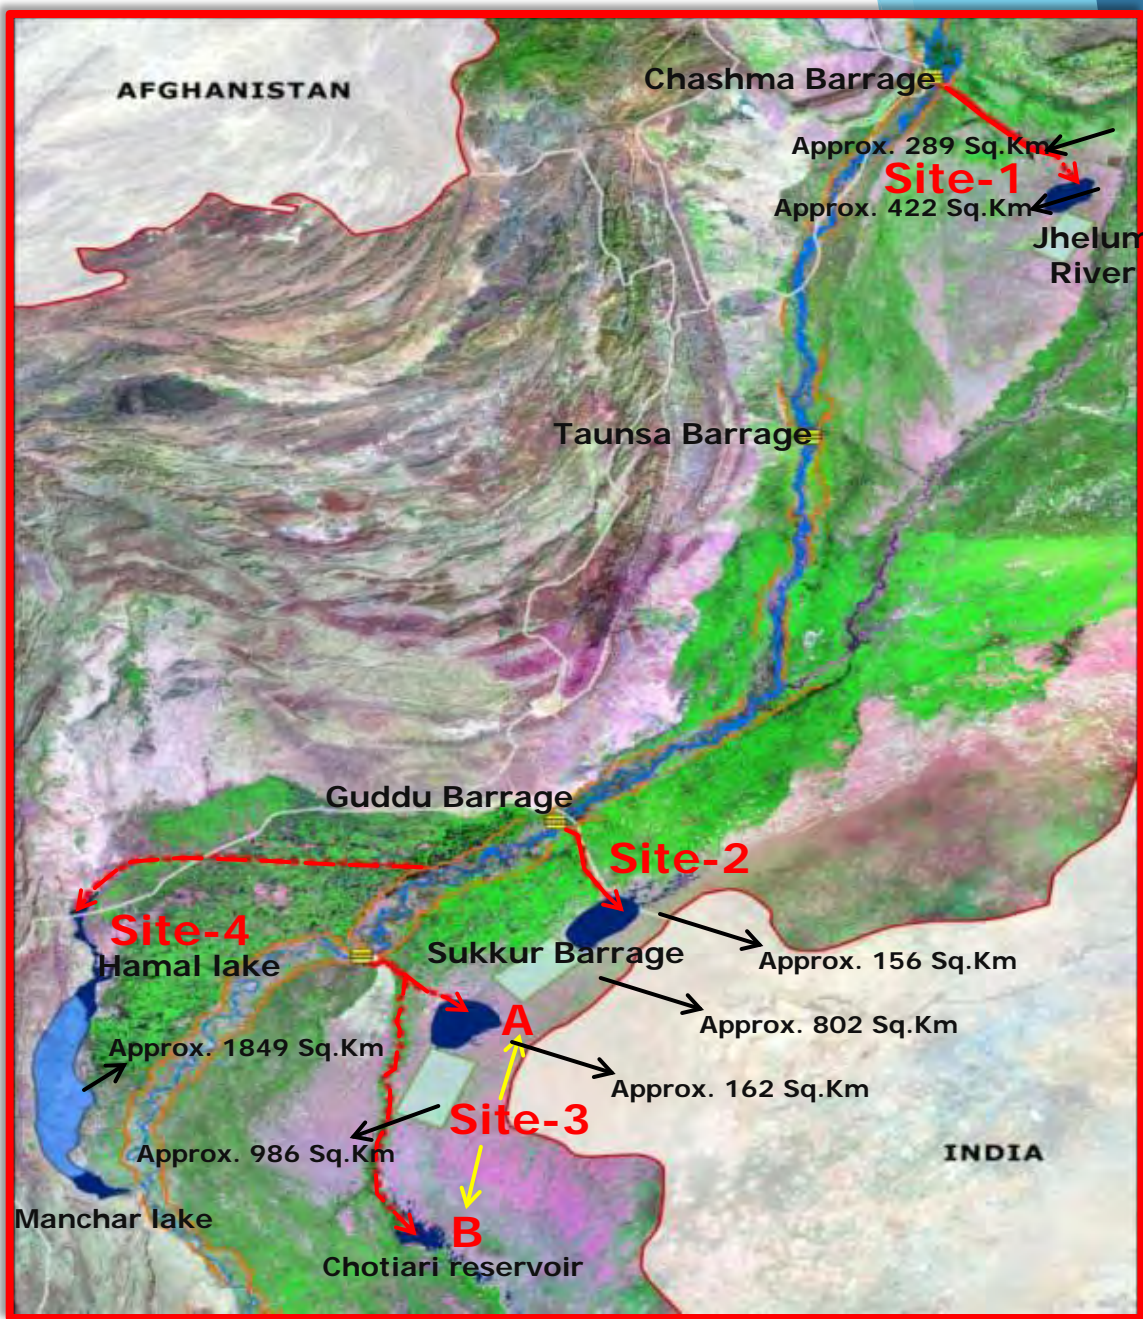 Chashma Barrage
AFGHANISTAN
Approx. 289 Sq.Km
Site-1
Approx. 422 Sq.Km
Jhelum
River
Taunsa Barrage
Guddu Barrage
Site-2
Site-4
Hamal lake
Sukkur Barrage
Approx. 156 Sq.Km
A
Approx. 802 Sq.Km
Approx. 1849 Sq.Km
Approx. 162 Sq.Km
Site-3
Approx. 986 Sq.Km
INDIA
Manchar lake
B
Chotiari reservoir